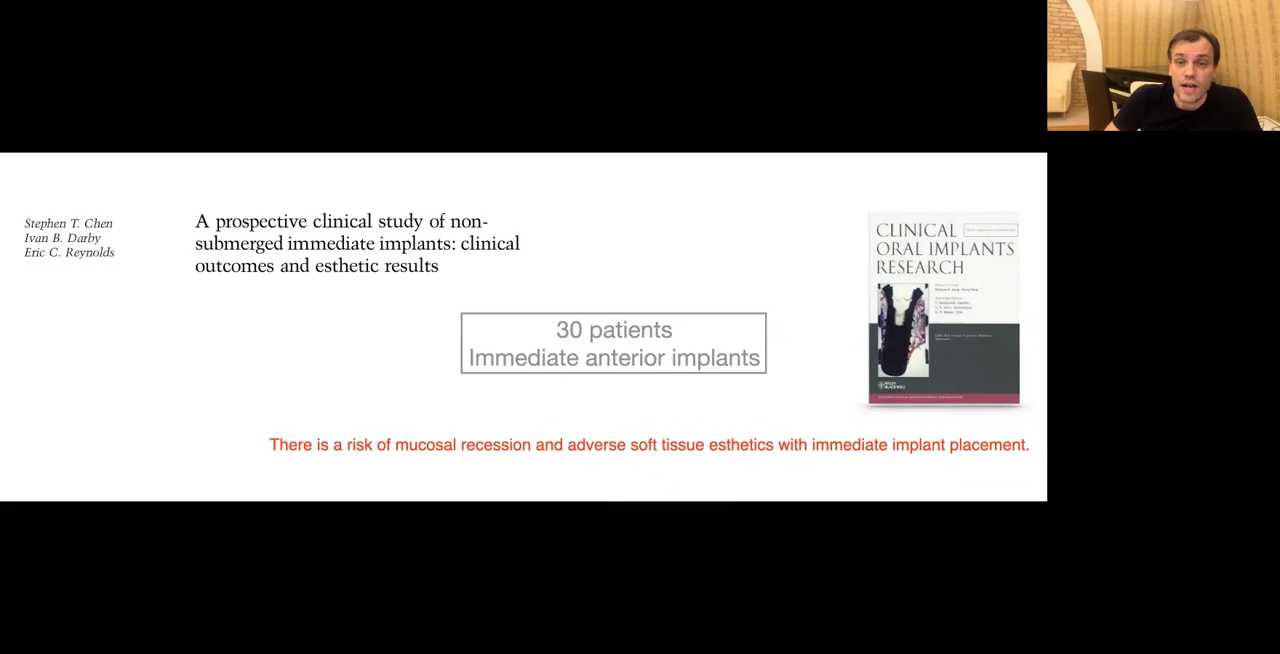 Stephen T. Chen
Ivan B. Darby
Eric C. Reynolds
A prospective clinical study of non-
submerged immediate implants: clinical
outcomes and esthetic results
CLINICAL
ORAL IMPLANTS
RESEARCH
30 patients
Immediate anterior implants
There is a risk of mucosal recession and adverse soft tissue esthetics with immediate implant placement.